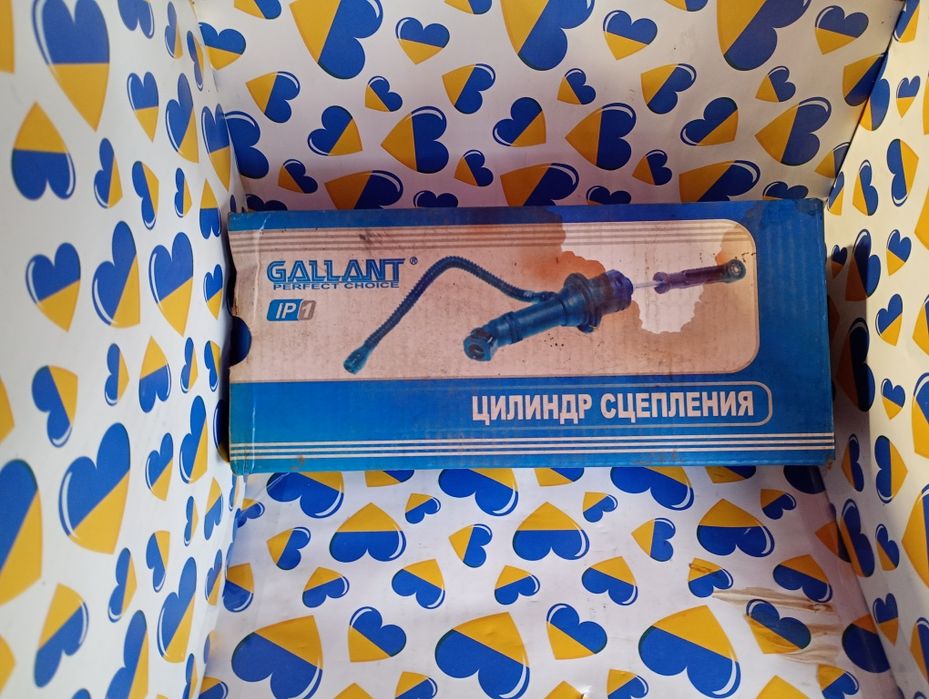 GALLANT ®
PERFECT CHOICE
IP1
ЦИЛИНДР СЦЕПЛЕНИЯ